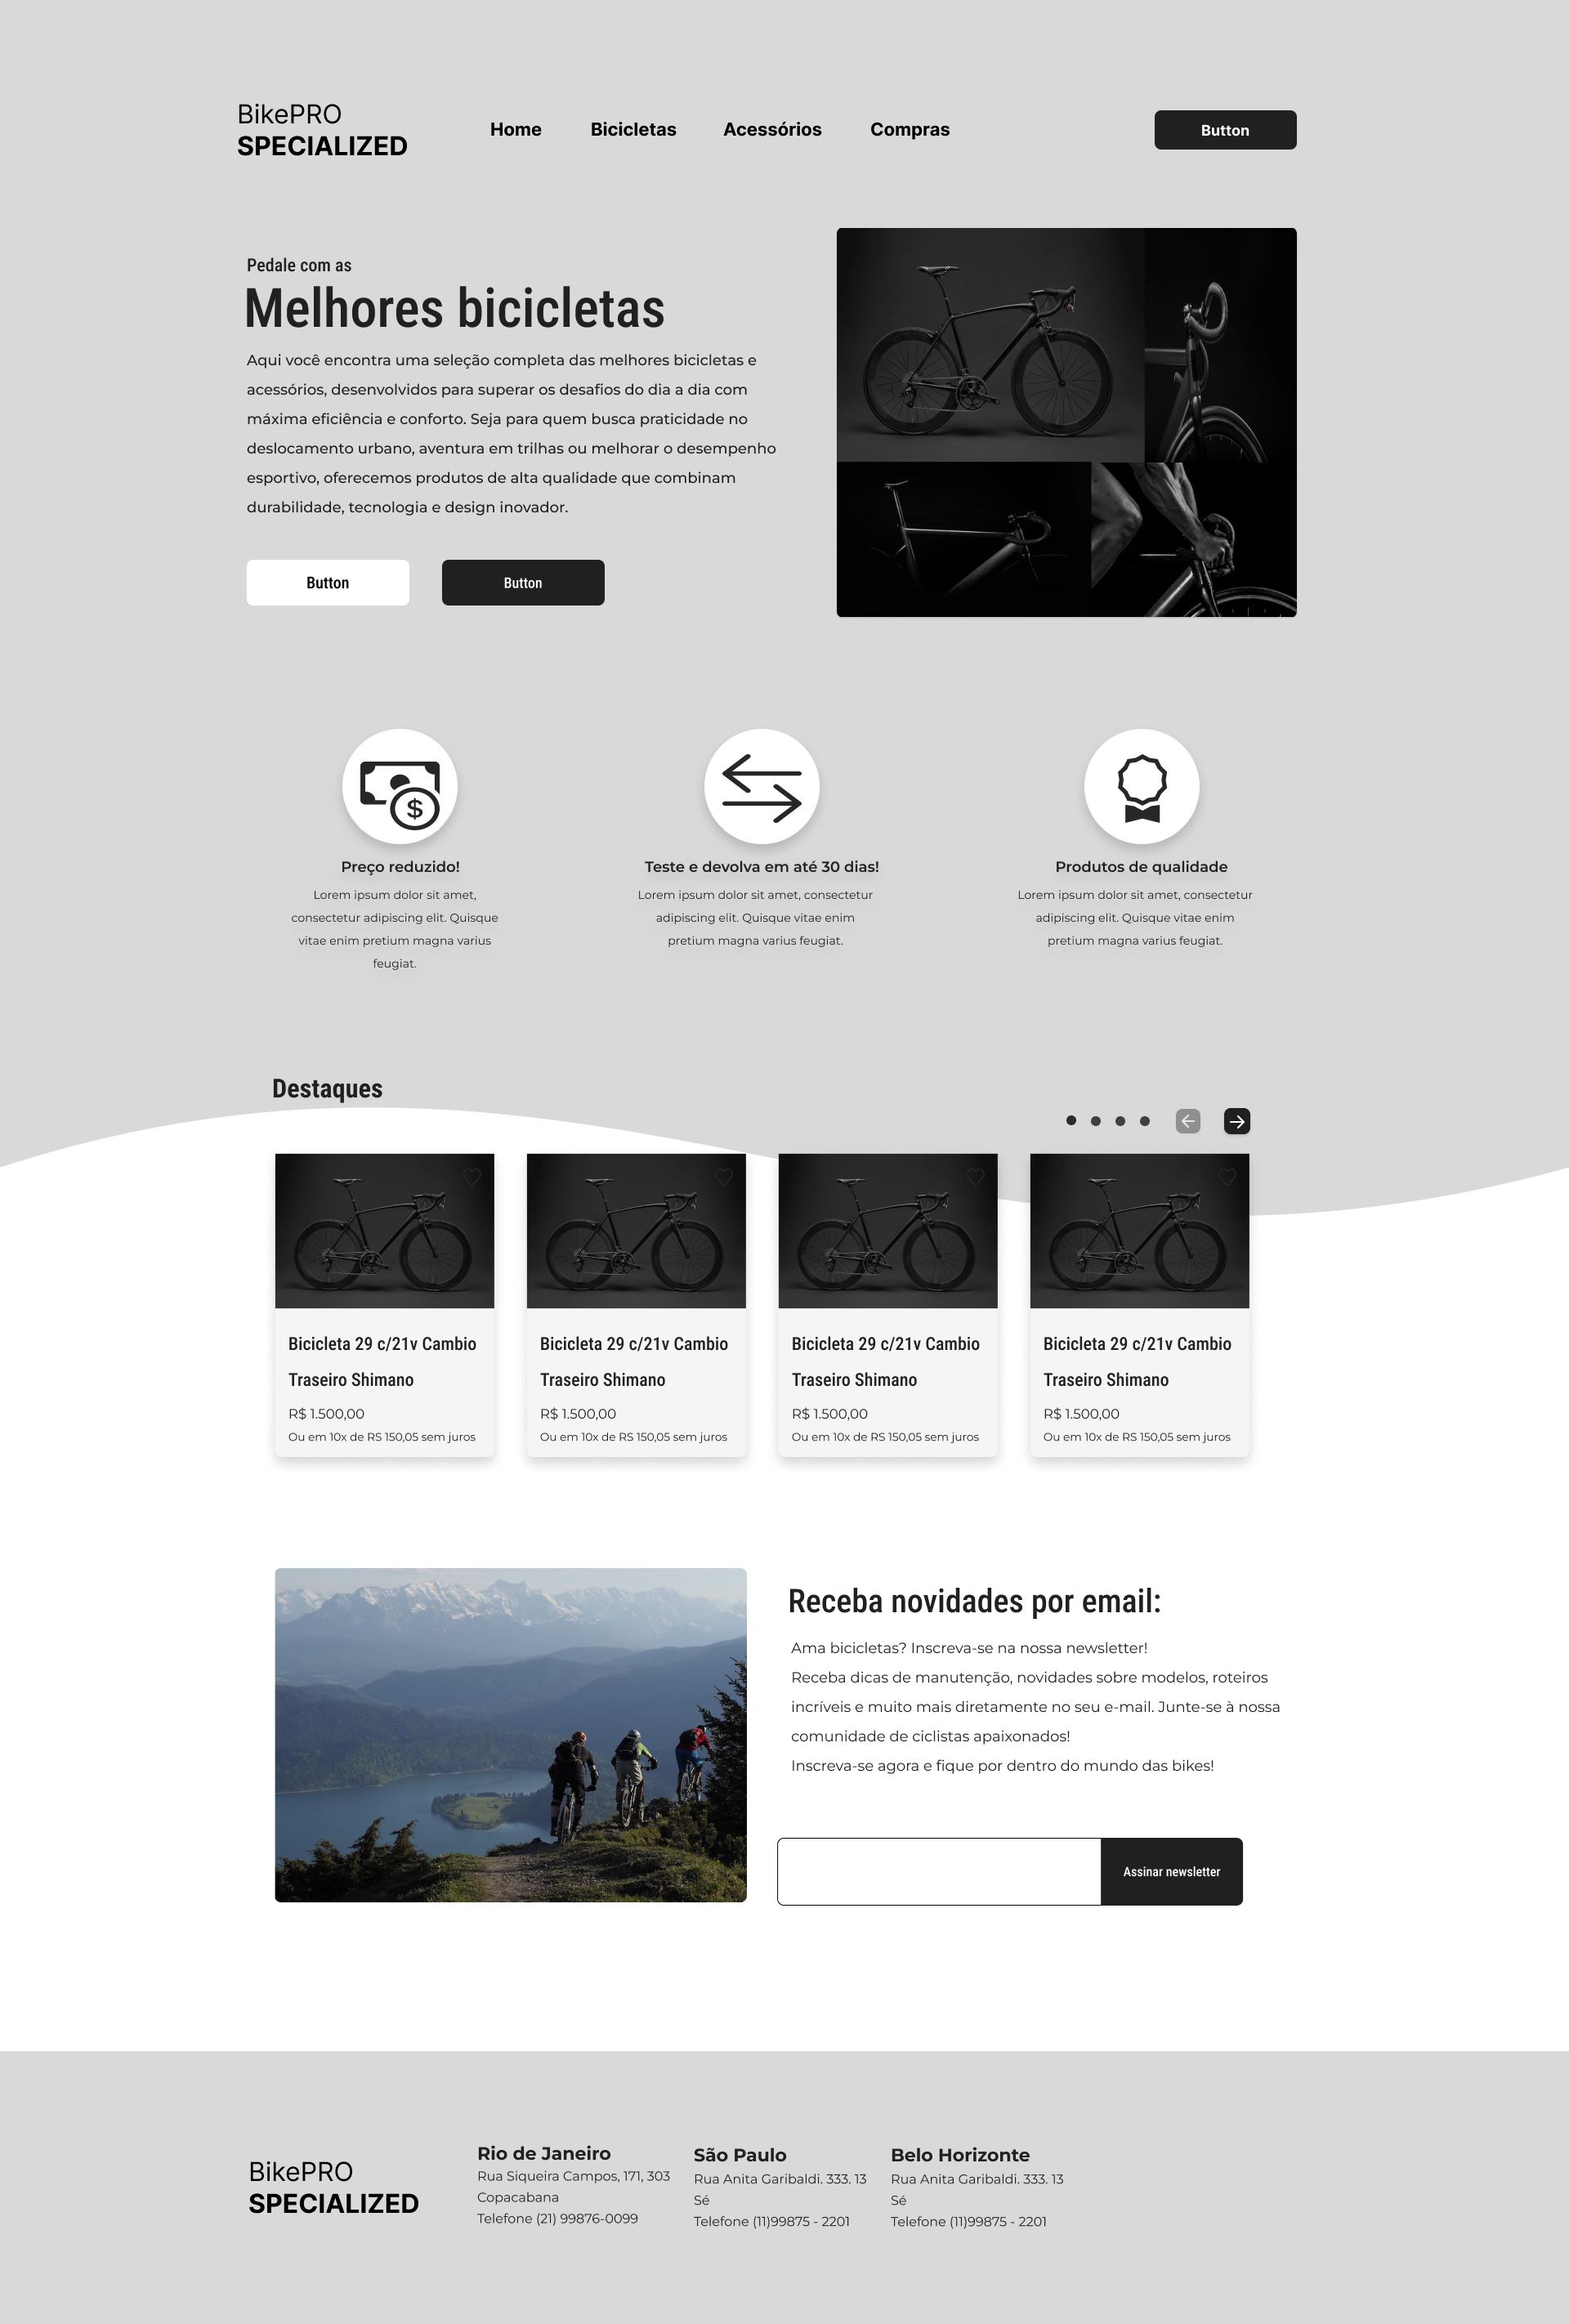 BikePRO
SPECIALIZED
Home
Bicicletas
Acessórios
Compras
Button
Pedale com as
Melhores bicicletas
Aqui você encontra uma seleção completa das melhores bicicletas e
acessórios, desenvolvidos para superar os desafios do dia a dia com
máxima eficiência e conforto. Seja para quem busca praticidade no
deslocamento urbano, aventura em trilhas ou melhorar o desempenho
esportivo, oferecemos produtos de alta qualidade que combinam
durabilidade, tecnologia e design inovador.
Button
Button
$
Preço reduzido!
Lorem ipsum dolor sit amet,
consectetur adipiscing elit. Quisque
vitae enim pretium magna varius
feugiat.
Teste e devolva em até 30 dias!
Lorem ipsum dolor sit amet, consectetur
adipiscing elit. Quisque vitae enim
pretium magna varius feugiat.
Produtos de qualidade
Lorem ipsum dolor sit amet, consectetur
adipiscing elit. Quisque vitae enim
pretium magna varius feugiat.
Destaques
Bicicleta 29 c/21v Cambio
Traseiro Shimano
R$ 1.500,00
Ou em 10x de RS 150,05 sem juros
Bicicleta 29 c/21v Cambio
Traseiro Shimano
R$ 1.500,00
Ou em 10x de RS 150,05 sem juros
Bicicleta 29 c/21v Cambio
Traseiro Shimano
R$ 1.500,00
Ou em 10x de RS 150,05 sem juros
Bicicleta 29 c/21v Cambio
Traseiro Shimano
R$ 1.500,00
Ou em 10x de RS 150,05 sem juros
Receba novidades por email:
Ama bicicletas? Inscreva-se na nossa newsletter!
Receba dicas de manutenção, novidades sobre modelos, roteiros
incríveis e muito mais diretamente no seu e-mail. Junte-se à nossa
comunidade de ciclistas apaixonados!
Inscreva-se agora e fique por dentro do mundo das bikes!
Assinar newsletter
BikePRO
SPECIALIZED
Rio de Janeiro
Rua Siqueira Campos, 171, 303
Copacabana
Telefone (21) 99876-0099
São Paulo
Rua Anita Garibaldi. 333. 13
Sé
Telefone (11)99875 - 2201
Belo Horizonte
Rua Anita Garibaldi. 333. 13
Sé
Telefone (11)99875 - 2201